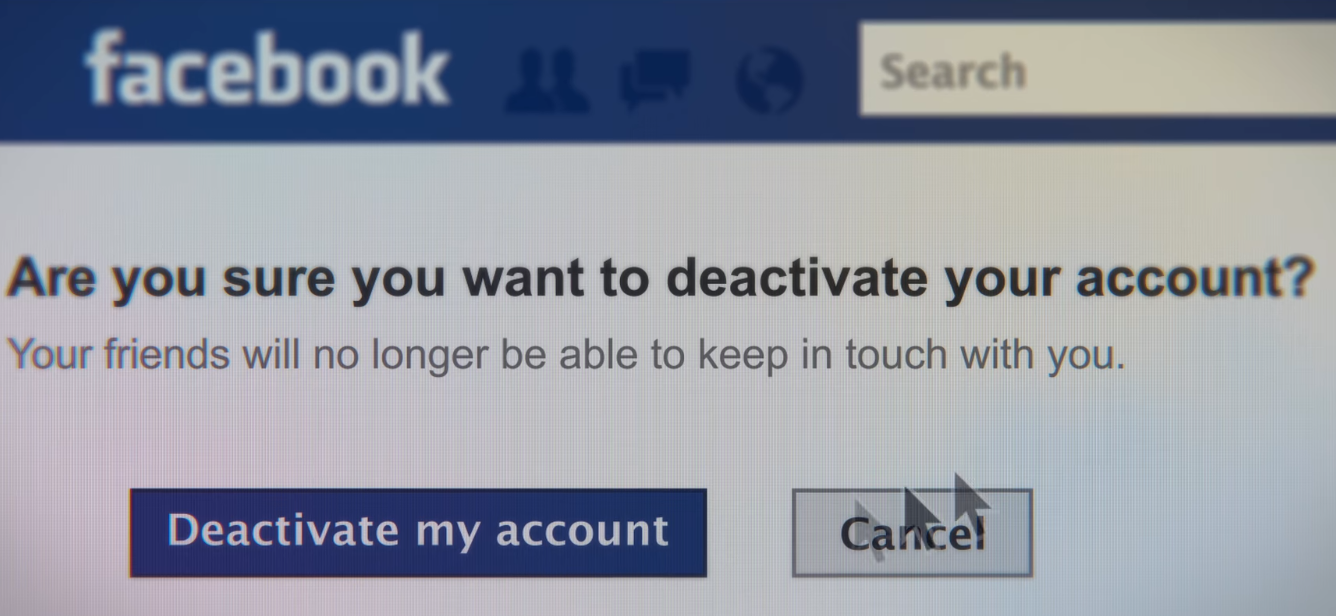 facebook
Search
Are you sure you want to deactivate your account?
Your friends will no longer be able to keep in touch with you.
Deactivate my account
Cancel